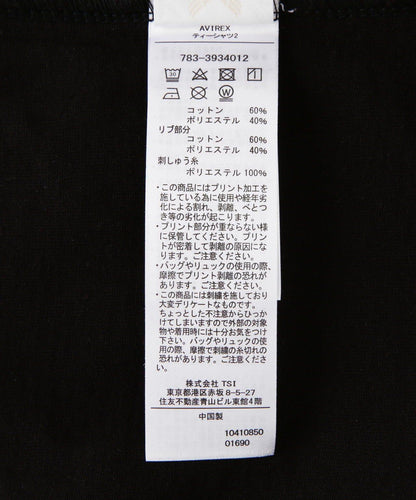 AVIREX
ティーシャツ2
783-3934012
30
W
コットン 60%
ポリエステル 40%
リブ部分
コットン 60%
ポリエステル 40%
刺しゅう糸
ポリエステル 100%
・この商品にはプリント加工を
施している為に使用や経年劣
化による割れ、剥離、べとつ
き等の劣化が起こります。
・プリント部分が重ならない様
に保管してください。プリン
トが密着して剥離の原因にな
ります。ご注意ください。
・バッグやリュックの使用の際、
摩擦でプリント剥離の恐れが
あります。ご注意ください。
・この商品には刺繍を施しており
大変デリケートなものです。
ちょっとした不注意からひっか
けてしまいますので外部の対象
物や着用時には十分お気をつけ
下さい。バッグやリュックの使用
の際、摩擦で刺繍の糸切れの
恐れがあります。ご注意ください。
株式会社 TSI
東京都港区赤坂 8-5-27
住友不動産青山ビル東館4階
中国製
10410850
01690